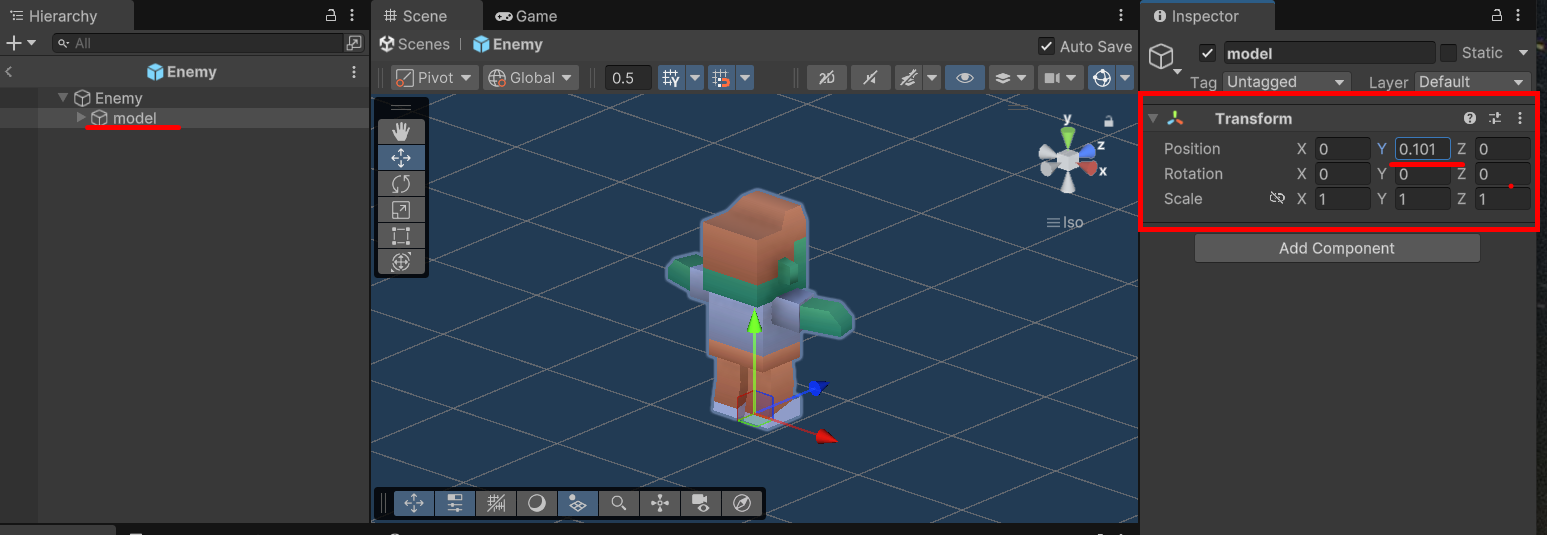 Hierarchy
Scene
Game
Inspector
All
Scenes
Enemy
Auto Save
model
Static
Enemy
Pivot
Global
0.5
2D
Tag
Untagged
Layer
Default
Enemy
model
Transform
Position X 0 Y 0.101 Z 0
Rotation X 0 Y 0 Z 0
Scale X 1 Y 1 Z 1
y
z
x
Iso
Add Component